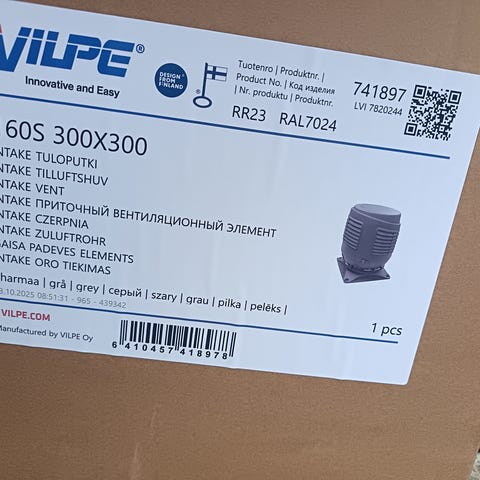 VILPE®
Innovative and Easy
DESIGN FROM FINLAND
Tuotenro | Produktnr. |
Product No. | Код изделия
| Nr. produktu | Produktnr.
RR23 RAL7024
741897
LVI 7820244
60S 300X300
NTAKE TULOPUTKI
NTAKE TILLUFTSHUV
NTAKE VENT
NTAKE ПРИТОЧНЫЙ ВЕНТИЛЯЦИОННЫЙ ЭЛЕМЕНТ
NTAKE CZERPNIA
NTAKE ZULUFTROHR
GAISA PADEVES ELEMENTS
NTAKE ORO TIEKIMAS
harmaa | grå | grey | серый | szary | grau | pilka | pelēks |
3.10.2025 08:51:31 - 965 - 439342
1 pcs
VILPE.COM
Manufactured by VILPE Oy
6 410457 418978